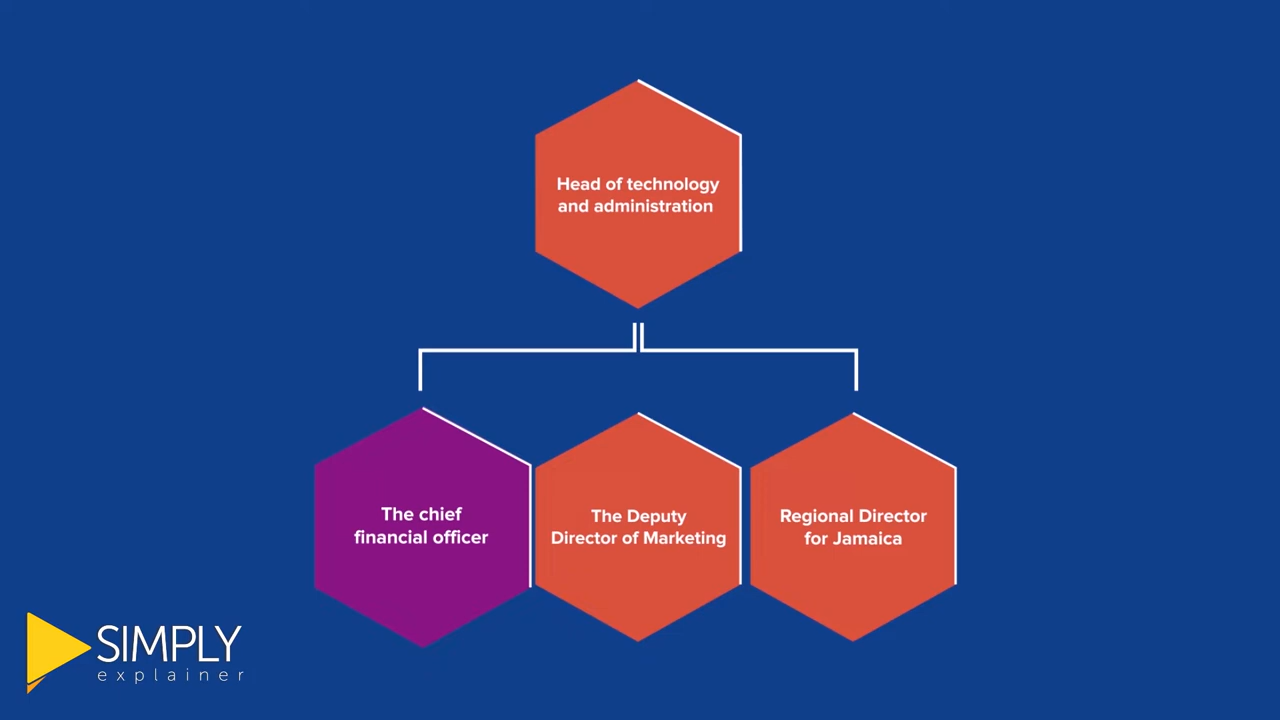 Head of technology
and administration
The chief
financial officer
The Deputy
Director of Marketing
Regional Director
for Jamaica
SIMPLY
explainer